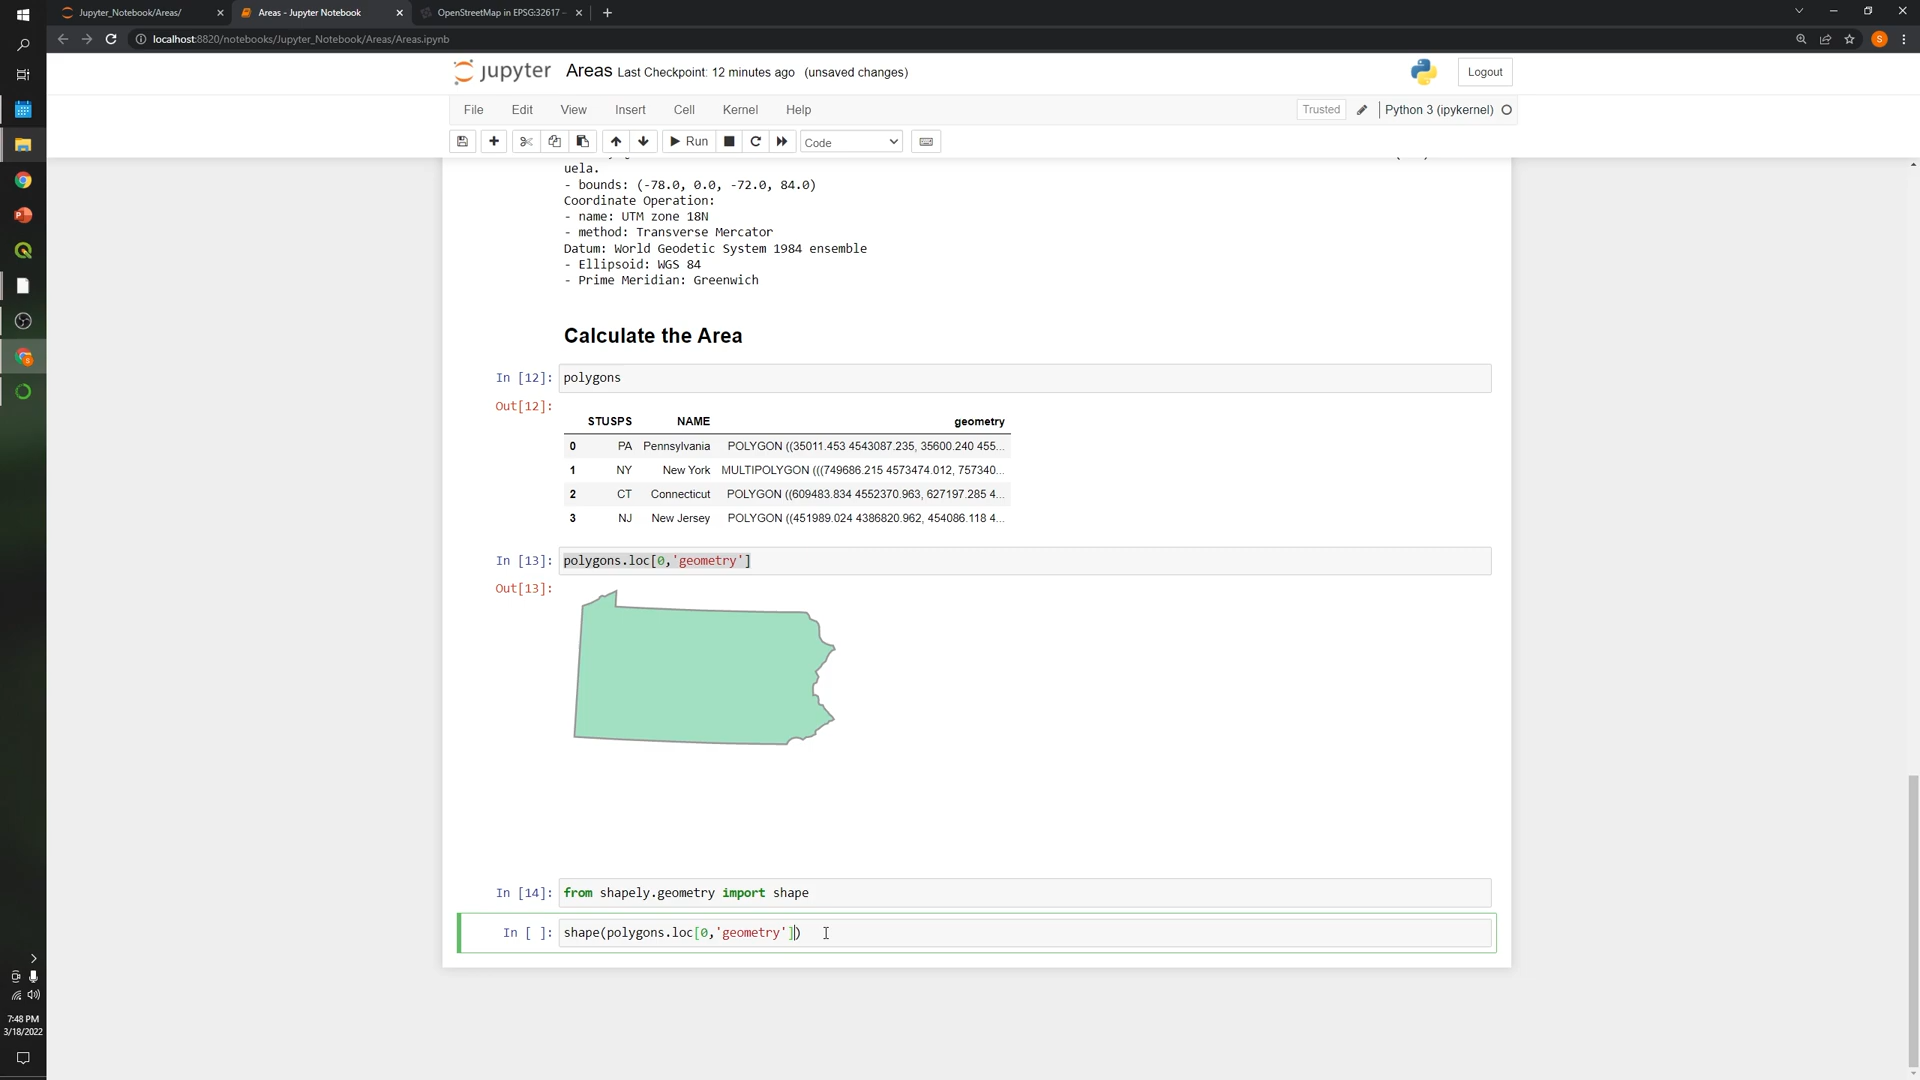 Jupyter_Notebook/Areas/
Areas - Jupyter Notebook
OpenStreetMap in EPSG:32617 -
localhost:8820/notebooks/Jupyter_Notebook/Areas/Areas.ipynb
S
jupyter Areas Last Checkpoint: 12 minutes ago (unsaved changes)
Logout
File Edit View Insert Cell Kernel Help
Trusted Python 3 (ipykernel)
Run Code
uela.
- bounds: (-78.0, 0.0, -72.0, 84.0)
Coordinate Operation:
- name: UTM zone 18N
- method: Transverse Mercator
Datum: World Geodetic System 1984 ensemble
- Ellipsoid: WGS 84
- Prime Meridian: Greenwich
Calculate the Area
In [12]: polygons
Out[12]:
STUSPS NAME geometry
0 PA Pennsylvania POLYGON ((35011.453 4543087.235, 35600.240 455...
1 NY New York MULTIPOLYGON (((749686.215 4573474.012, 757340...
2 CT Connecticut POLYGON ((609483.834 4552370.963, 627197.285 4...
3 NJ New Jersey POLYGON ((451989.024 4386820.962, 454086.118 4...
In [13]: polygons.loc[0,'geometry']
Out[13]:
In [14]: from shapely.geometry import shape
In [ ]: shape(polygons.loc[0,'geometry'])
7:48 PM
3/18/2022